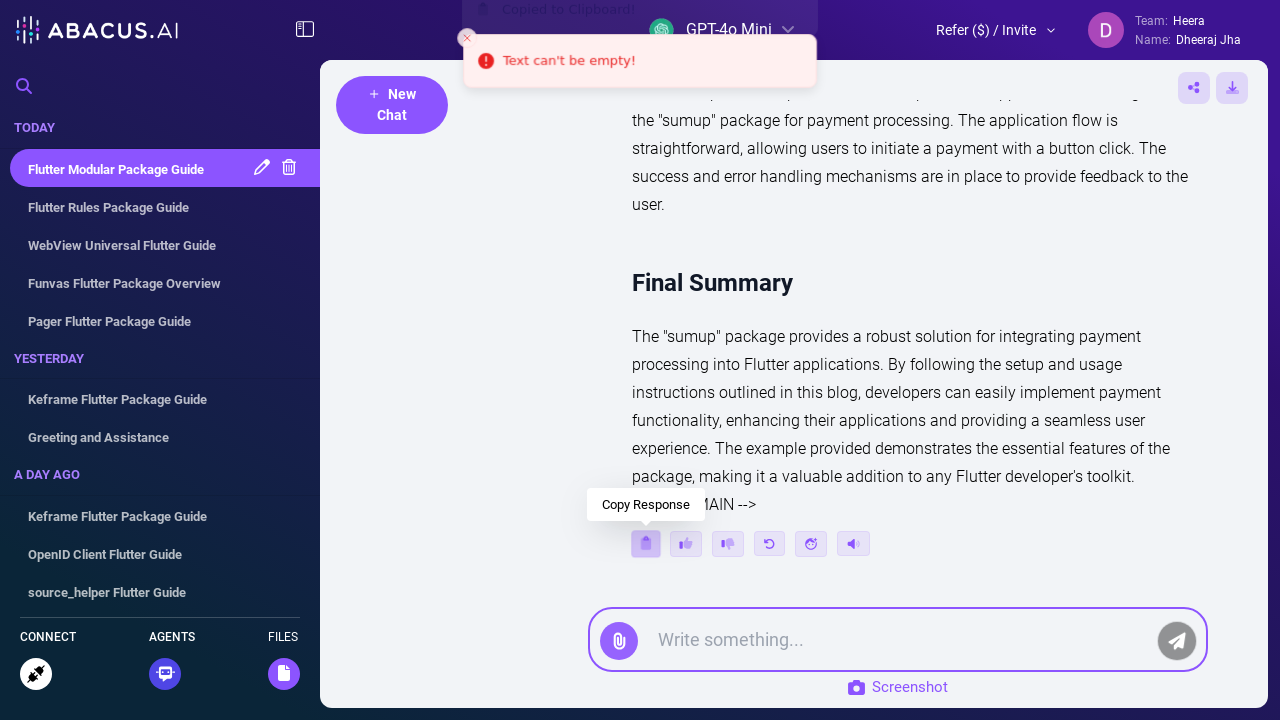 ABACUS.AI
Copied to Clipboard!
GPT-4o Mini
Refer ($) / Invite
D
Team: Heera
Name: Dheeraj Jha
Text can't be empty!
New Chat
TODAY
Flutter Modular Package Guide
Flutter Rules Package Guide
WebView Universal Flutter Guide
Funvas Flutter Package Overview
Pager Flutter Package Guide
YESTERDAY
Keframe Flutter Package Guide
Greeting and Assistance
A DAY AGO
Keframe Flutter Package Guide
OpenID Client Flutter Guide
source_helper Flutter Guide
CONNECT
AGENTS
FILES
the "sumup" package for payment processing. The application flow is
straightforward, allowing users to initiate a payment with a button click. The
success and error handling mechanisms are in place to provide feedback to the
user.
Final Summary
The "sumup" package provides a robust solution for integrating payment
processing into Flutter applications. By following the setup and usage
instructions outlined in this blog, developers can easily implement payment
functionality, enhancing their applications and providing a seamless user
experience. The example provided demonstrates the essential features of the
package, making it a valuable addition to any Flutter developer's toolkit.
MAIN -->
Copy Response
Write something...
Screenshot